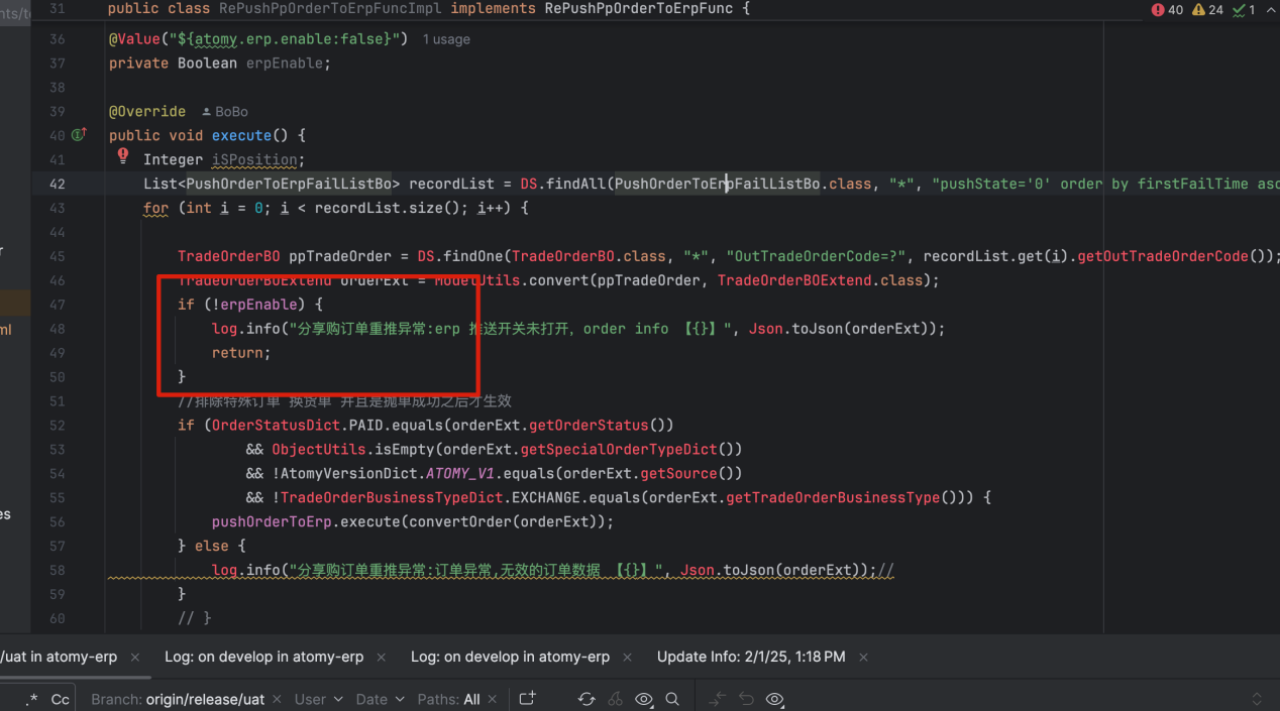 nts/t
31 public class RePushPpOrderToErpFuncImpl implements RePushPpOrderToErpFunc {
40 24 1
36 @Value("${atomy.erp.enable:false}") 1 usage
37 private Boolean erpEnable;
38
39 @Override BoBo
40 public void execute() {
41 Integer iSPosition;
42 List<PushOrderToErpFailListBo> recordList = DS.findAll(PushOrderToErpFailListBo.class, "*", "pushState='0' order by firstFailTime asc
43 for (int i = 0; i < recordList.size(); i++) {
44
45 TradeOrderBO ppTradeOrder = DS.findOne(TradeOrderBO.class, "*", "OutTradeOrderCode=?", recordList.get(i).getOutTradeOrderCode());
46 TradeOrderBOExtend orderExt = ModelUtils.convert(ppTradeOrder, TradeOrderBOExtend.class);
47 if (!erpEnable) {
48 log.info("分享购订单重推异常:erp 推送开关未打开，order info 【{}】", Json.toJson(orderExt));
49 return;
50 }
51 //排除特殊订单 换货单 并且是抛单成功之后才生效
52 if (OrderStatusDict.PAID.equals(orderExt.getOrderStatus())
53 && ObjectUtils.isEmpty(orderExt.getSpecialOrderTypeDict())
54 && !AtomyVersionDict.ATOMY_V1.equals(orderExt.getSource())
55 && !TradeOrderBusinessTypeDict.EXCHANGE.equals(orderExt.getTradeOrderBusinessType())) {
56 pushOrderToErp.execute(convertOrder(orderExt));
57 } else {
58 log.info("分享购订单重推异常:订单异常,无效的订单数据 【{}】", Json.toJson(orderExt));//
59 }
60 // }
r
ml
es
/uat in atomy-erp × Log: on develop in atomy-erp × Log: on develop in atomy-erp × Update Info: 2/1/25, 1:18 PM ×
.* Cc Branch: origin/release/uat × User Date Paths: All ×